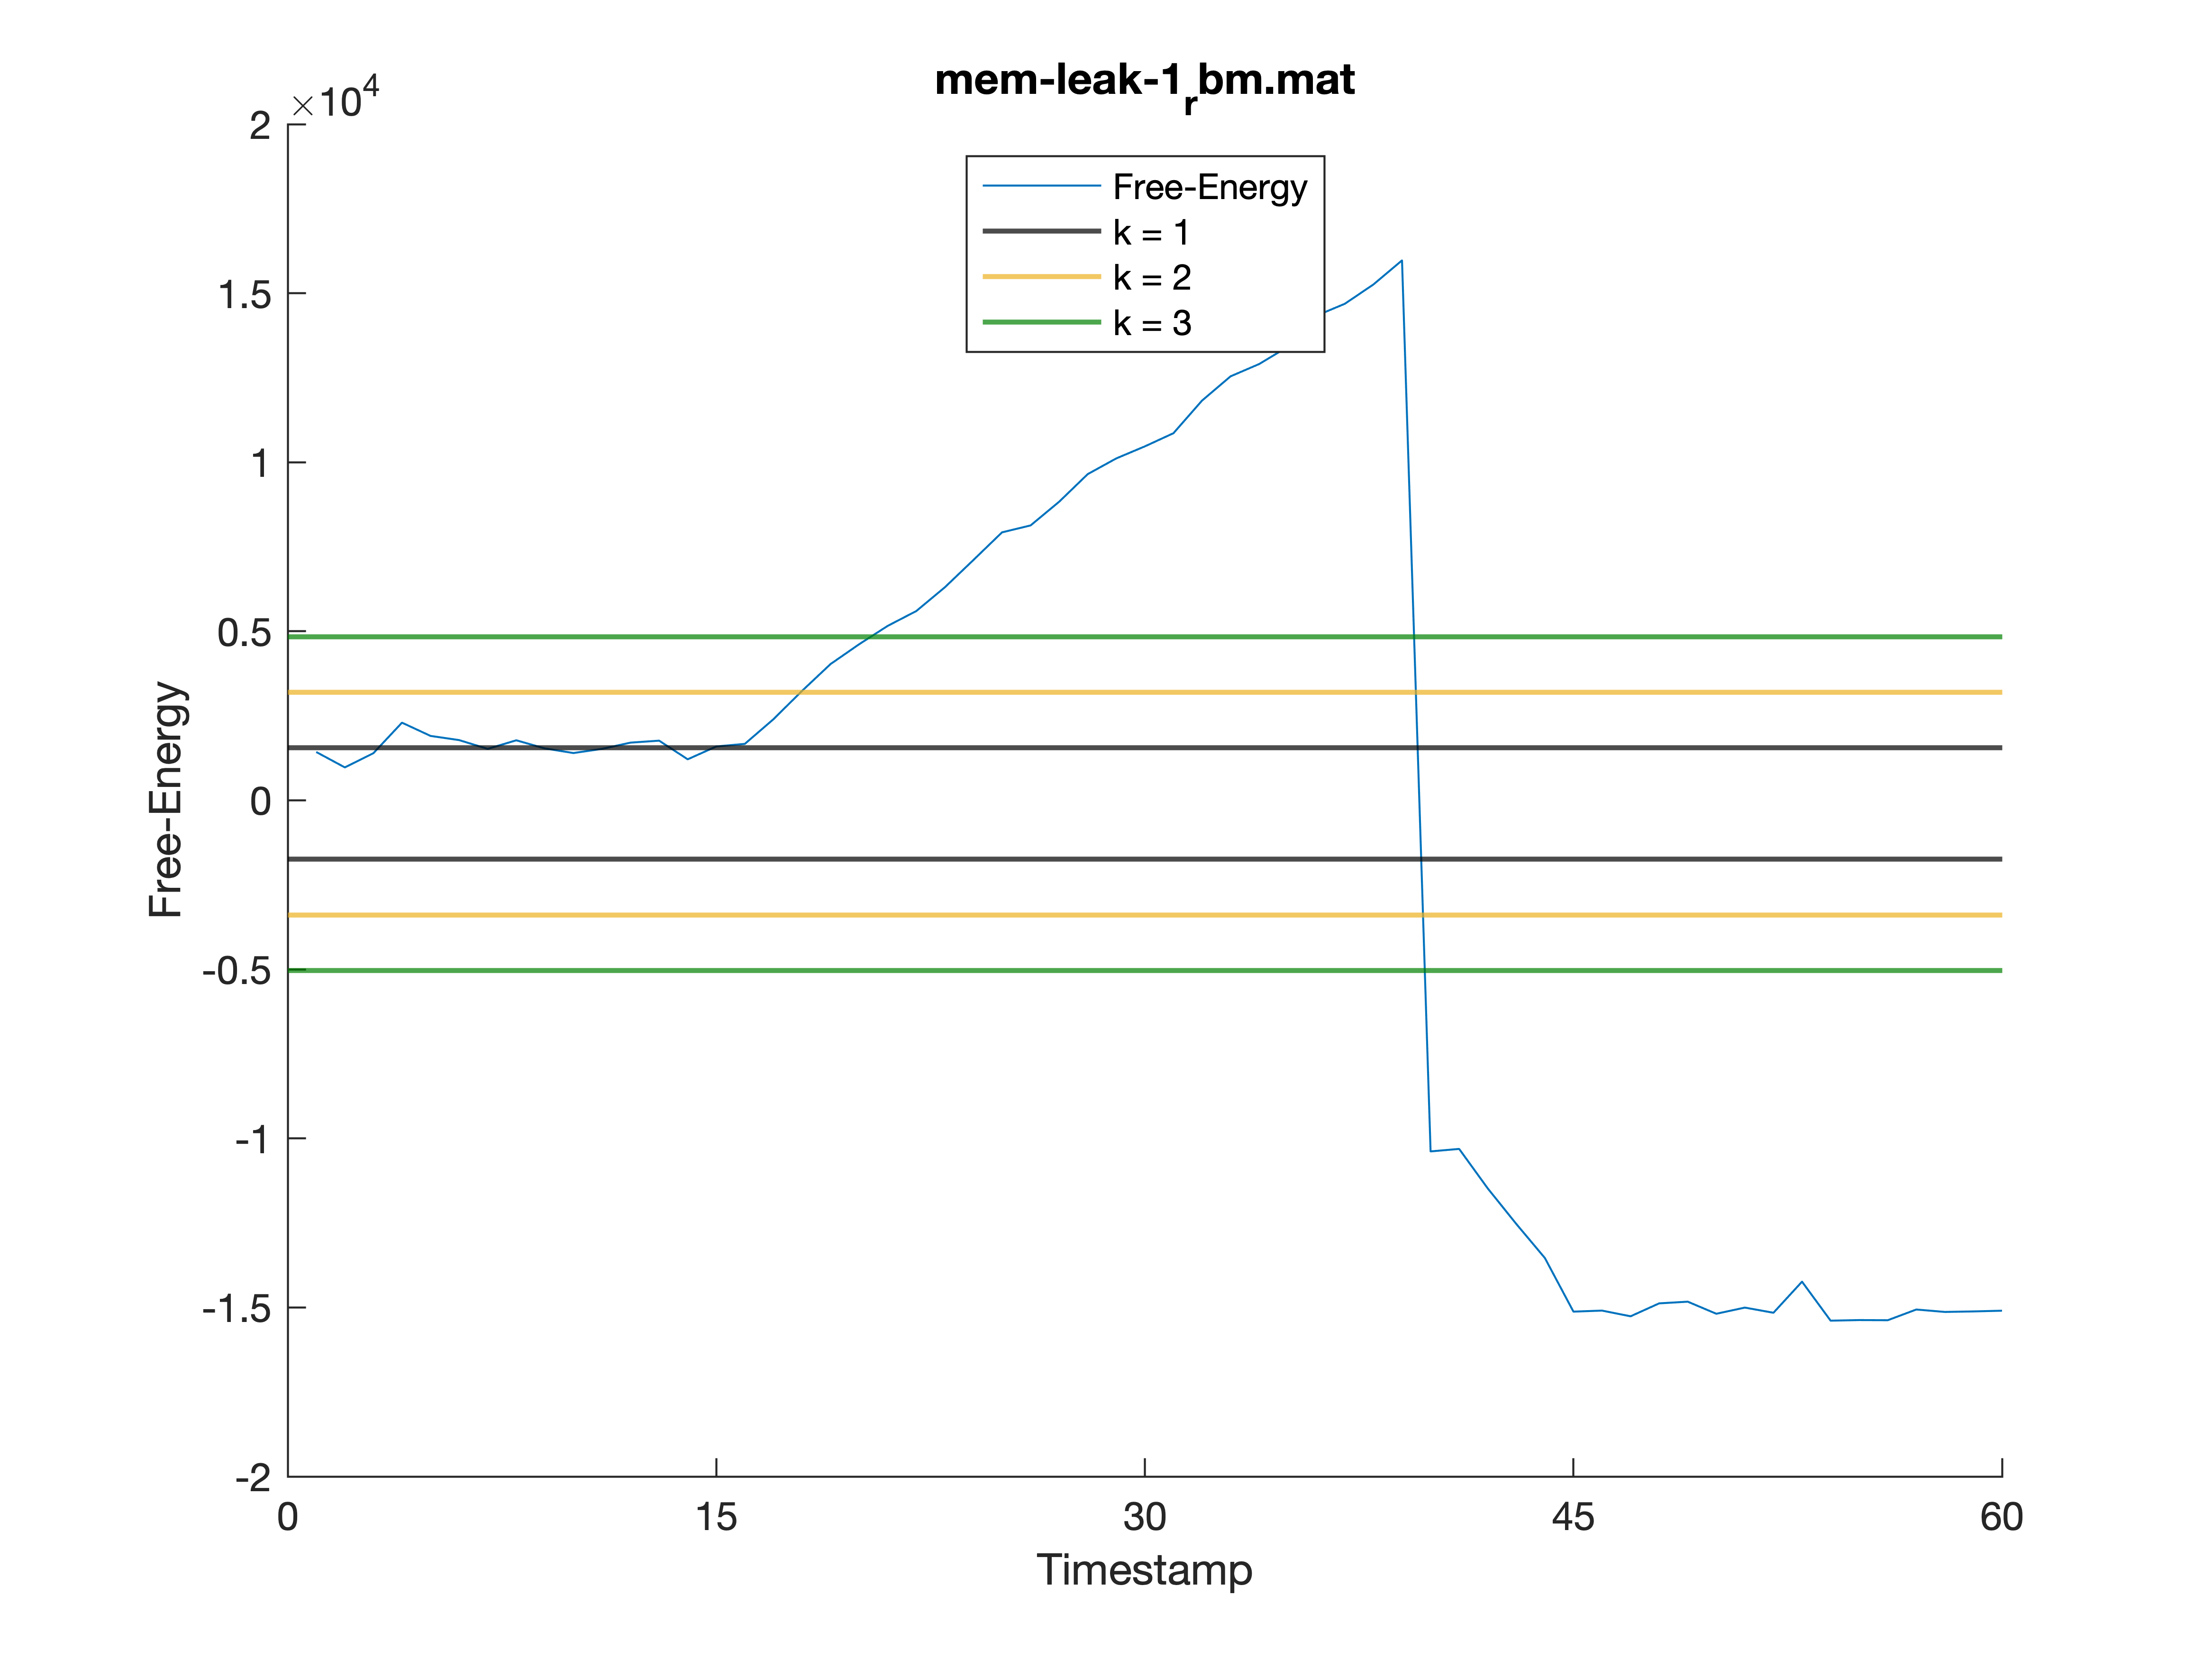 mem-leak-1rbm.mat
×104
2
1.5
1
0.5
0
-0.5
-1
-1.5
-2
Free-Energy
Free-Energy
k = 1
k = 2
k = 3
0 15 30 45 60
Timestamp